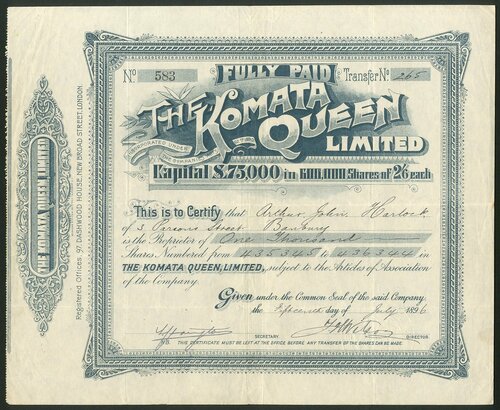 FULLY PAID
No 583
Transfer No 265
THE KOMATA QUEEN
INCORPORATED UNDER
LIMITED
Capital £75,000 in 600,000 Shares of 2/6 each
This is to Certify that Arthur John Harlock
of 3 Parsons Street Banbury
is the Proprietor of One Thousand
Shares Numbered from 435345 to 436344 in
THE KOMATA QUEEN, LIMITED, subject to the Articles of Association
of the Company.
Given under the Common Seal of the said Company,
the Fifteenth day of July 1896
SECRETARY.
DIRECTOR.
N.B. THIS CERTIFICATE MUST BE LEFT AT THE OFFICE BEFORE ANY TRANSFER OF THE SHARES CAN BE MADE.
THE KOMATA QUEEN LIMITED
Registered Offices, 97, DASHWOOD HOUSE, NEW BROAD STREET, LONDON.